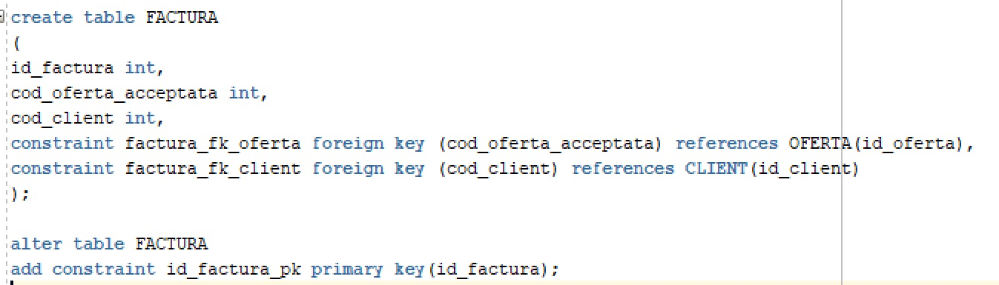 create table FACTURA
(
id_factura int,
cod_oferta_acceptata int,
cod_client int,
constraint factura_fk_oferta foreign key (cod_oferta_acceptata) references OFERTA(id_oferta),
constraint factura_fk_client foreign key (cod_client) references CLIENT(id_client)
);
alter table FACTURA
add constraint id_factura_pk primary key(id_factura);